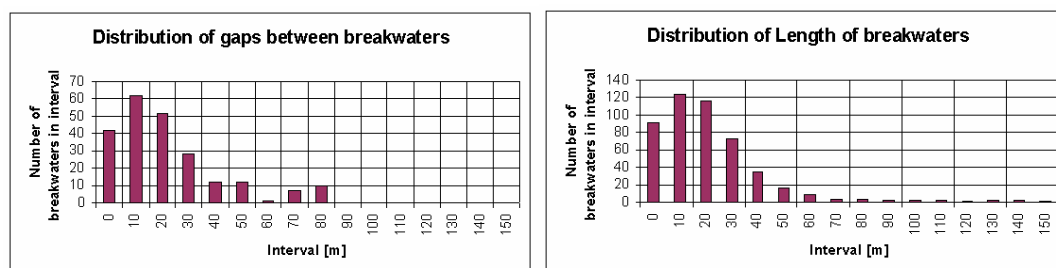 Distribution of gaps between breakwaters
Number of
breakwaters in interval
70
60
50
40
30
20
10
0
0 10 20 30 40 50 60 70 80 90 100 110 120 130 140 150
Interval [m]
Distribution of Length of breakwaters
Number of
breakwaters in interval
140
120
100
80
60
40
20
0
0 10 20 30 40 50 60 70 80 90 100 110 120 130 140 150
Interval [m]